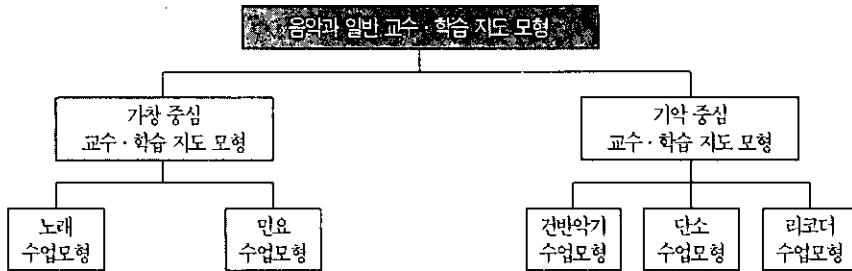 음악과 일반 교수·학습 지도 모형
가창 중심
교수·학습 지도 모형
기악 중심
교수·학습 지도 모형
노래
수업모형
민요
수업모형
건반악기
수업모형
단소
수업모형
리코더
수업모형